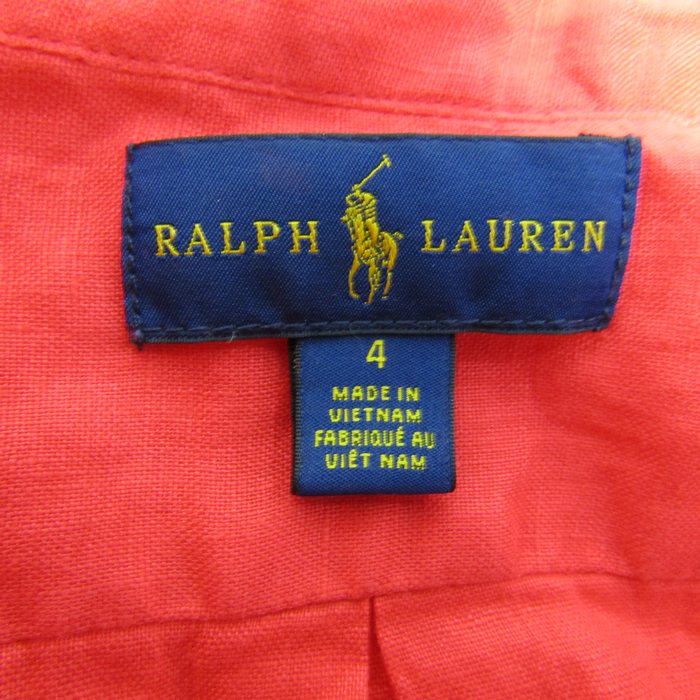 RALPH LAUREN
4
MADE IN
VIETNAM
FABRIQUÉ AU
VIÊT NAM